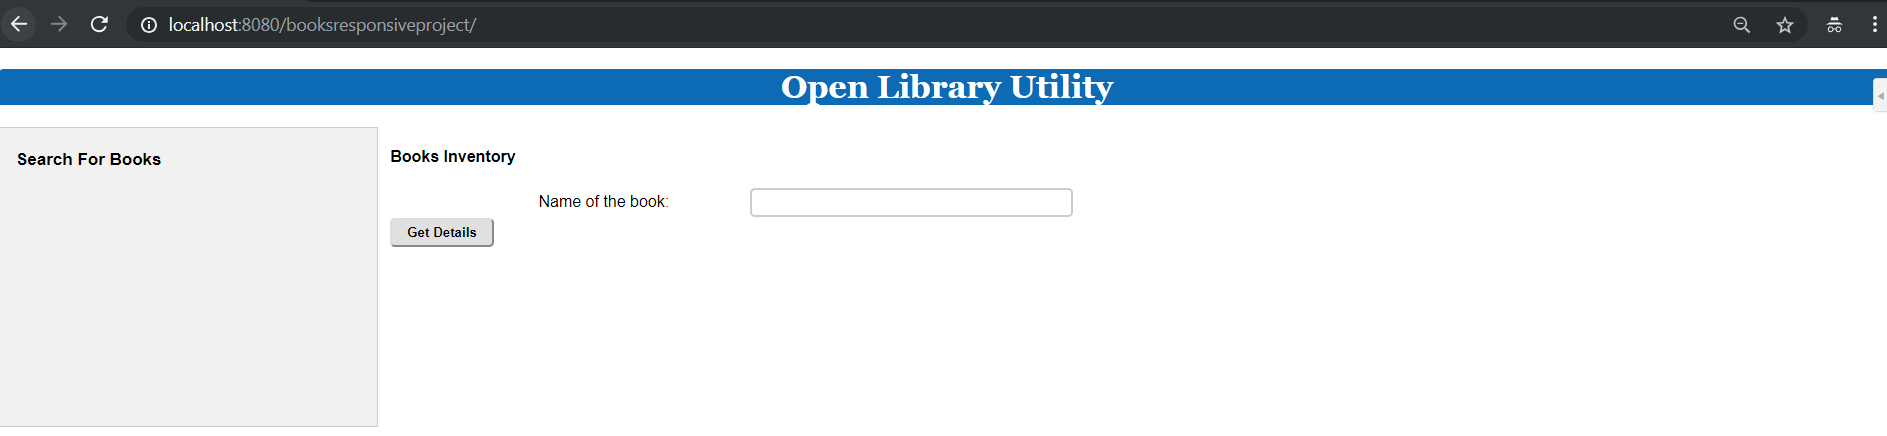 localhost:8080/booksresponsiveproject/
Open Library Utility
Search For Books
Books Inventory
Name of the book:
Get Details